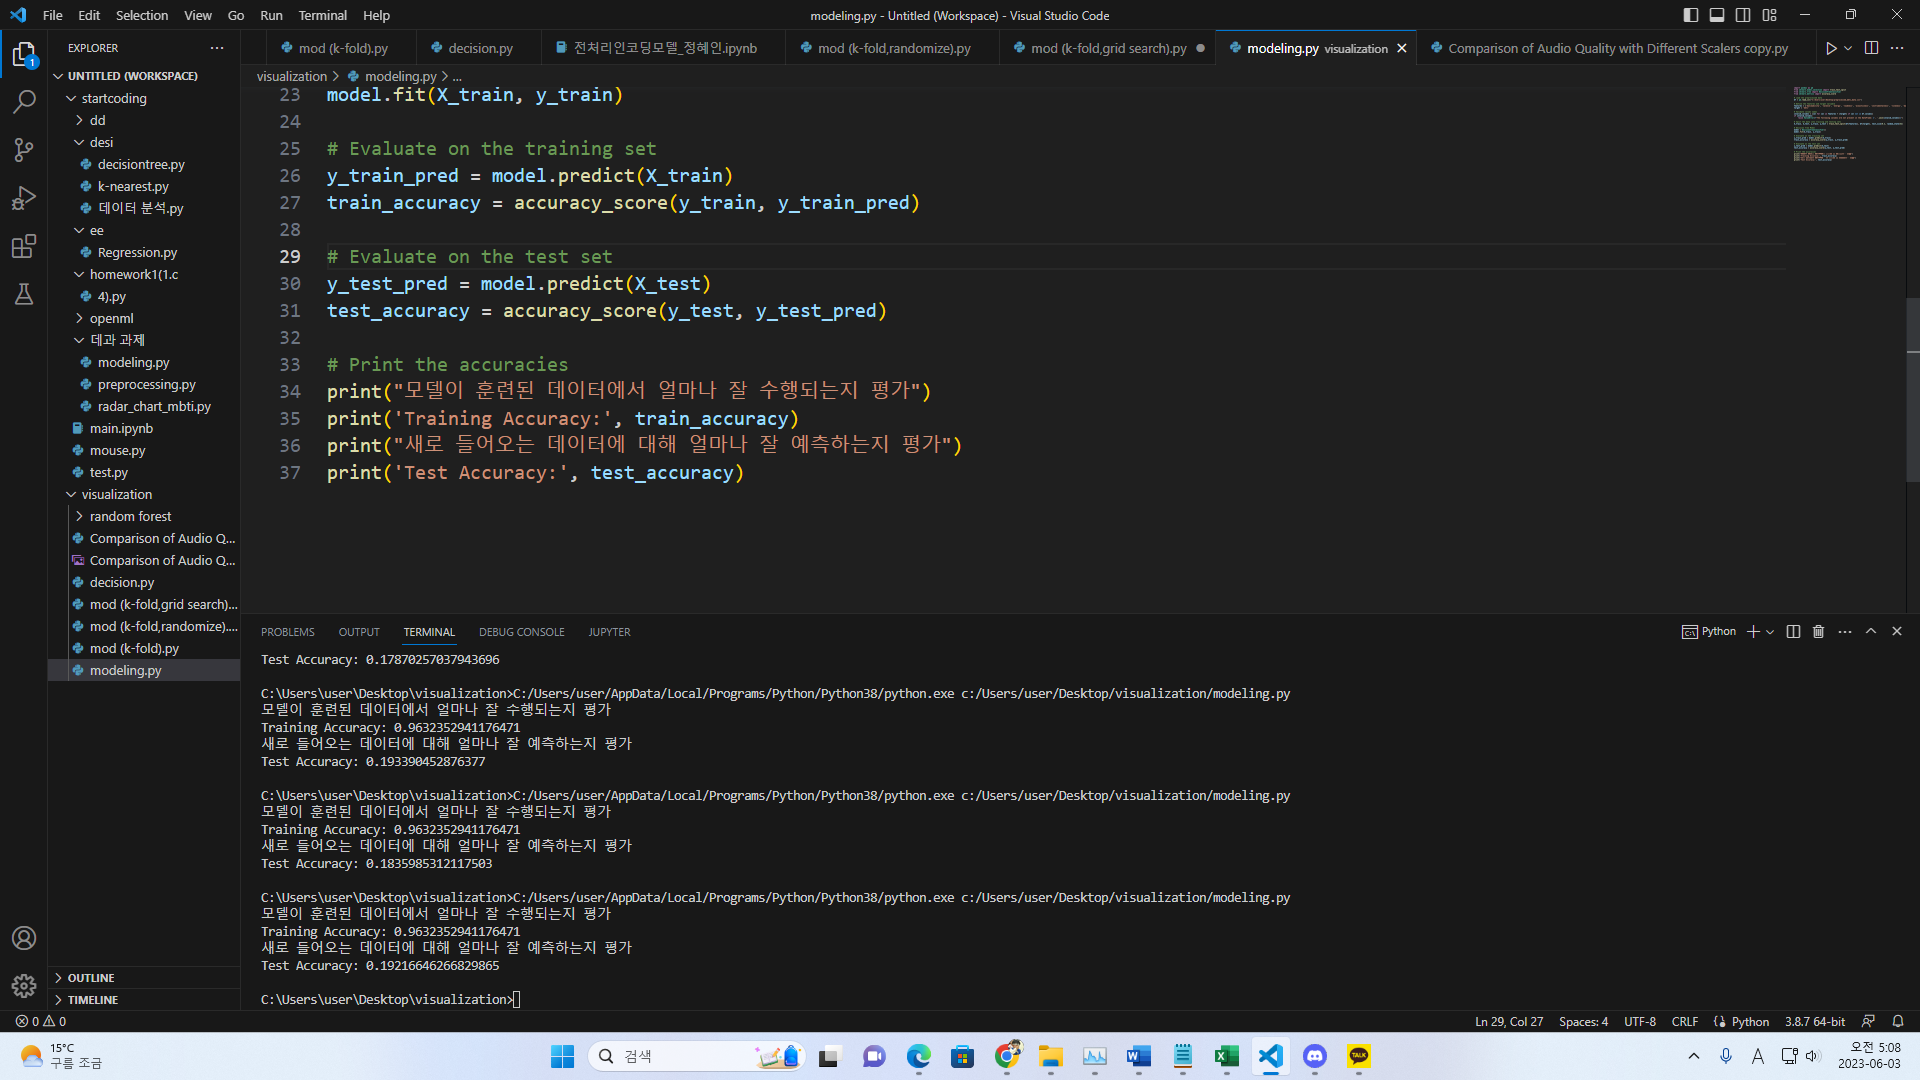 File Edit Selection View Go Run Terminal Help
modeling.py - Untitled (Workspace) - Visual Studio Code
EXPLORER
mod (k-fold).py
decision.py
전처리인코딩모델_정혜인.ipynb
mod (k-fold,randomize).py
mod (k-fold,grid search).py
modeling.py visualization
Comparison of Audio Quality with Different Scalers copy.py
1
UNTITLED (WORKSPACE)
startcoding
dd
desi
decisiontree.py
k-nearest.py
데이터 분석.py
ee
Regression.py
homework1(1.c
4).py
openml
데과 과제
modeling.py
preprocessing.py
radar_chart_mbti.py
main.ipynb
mouse.py
test.py
visualization
random forest
Comparison of Audio Q...
Comparison of Audio Q...
decision.py
mod (k-fold,grid search)...
mod (k-fold,randomize)....
mod (k-fold).py
modeling.py
OUTLINE
TIMELINE
visualization > modeling.py > ...
23 model.fit(X_train, y_train)
24
25 # Evaluate on the training set
26 y_train_pred = model.predict(X_train)
27 train_accuracy = accuracy_score(y_train, y_train_pred)
28
29 # Evaluate on the test set
30 y_test_pred = model.predict(X_test)
31 test_accuracy = accuracy_score(y_test, y_test_pred)
32
33 # Print the accuracies
34 print("모델이 훈련된 데이터에서 얼마나 잘 수행되는지 평가")
35 print('Training Accuracy:', train_accuracy)
36 print("새로 들어오는 데이터에 대해 얼마나 잘 예측하는지 평가")
37 print('Test Accuracy:', test_accuracy)
PROBLEMS OUTPUT TERMINAL DEBUG CONSOLE JUPYTER
Python
Test Accuracy: 0.17870257037943696
C:\Users\user\Desktop\visualization>C:/Users/user/AppData/Local/Programs/Python/Python38/python.exe c:/Users/user/Desktop/visualization/modeling.py
모델이 훈련된 데이터에서 얼마나 잘 수행되는지 평가
Training Accuracy: 0.9632352941176471
새로 들어오는 데이터에 대해 얼마나 잘 예측하는지 평가
Test Accuracy: 0.193390452876377
C:\Users\user\Desktop\visualization>C:/Users/user/AppData/Local/Programs/Python/Python38/python.exe c:/Users/user/Desktop/visualization/modeling.py
모델이 훈련된 데이터에서 얼마나 잘 수행되는지 평가
Training Accuracy: 0.9632352941176471
새로 들어오는 데이터에 대해 얼마나 잘 예측하는지 평가
Test Accuracy: 0.1835985312117503
C:\Users\user\Desktop\visualization>C:/Users/user/AppData/Local/Programs/Python/Python38/python.exe c:/Users/user/Desktop/visualization/modeling.py
모델이 훈련된 데이터에서 얼마나 잘 수행되는지 평가
Training Accuracy: 0.9632352941176471
새로 들어오는 데이터에 대해 얼마나 잘 예측하는지 평가
Test Accuracy: 0.19216646266829865
C:\Users\user\Desktop\visualization>
0 0
Ln 29, Col 27 Spaces: 4 UTF-8 CRLF Python 3.8.7 64-bit
15°C
구름 조금
검색
TALK
A
오전 5:08
2023-06-03